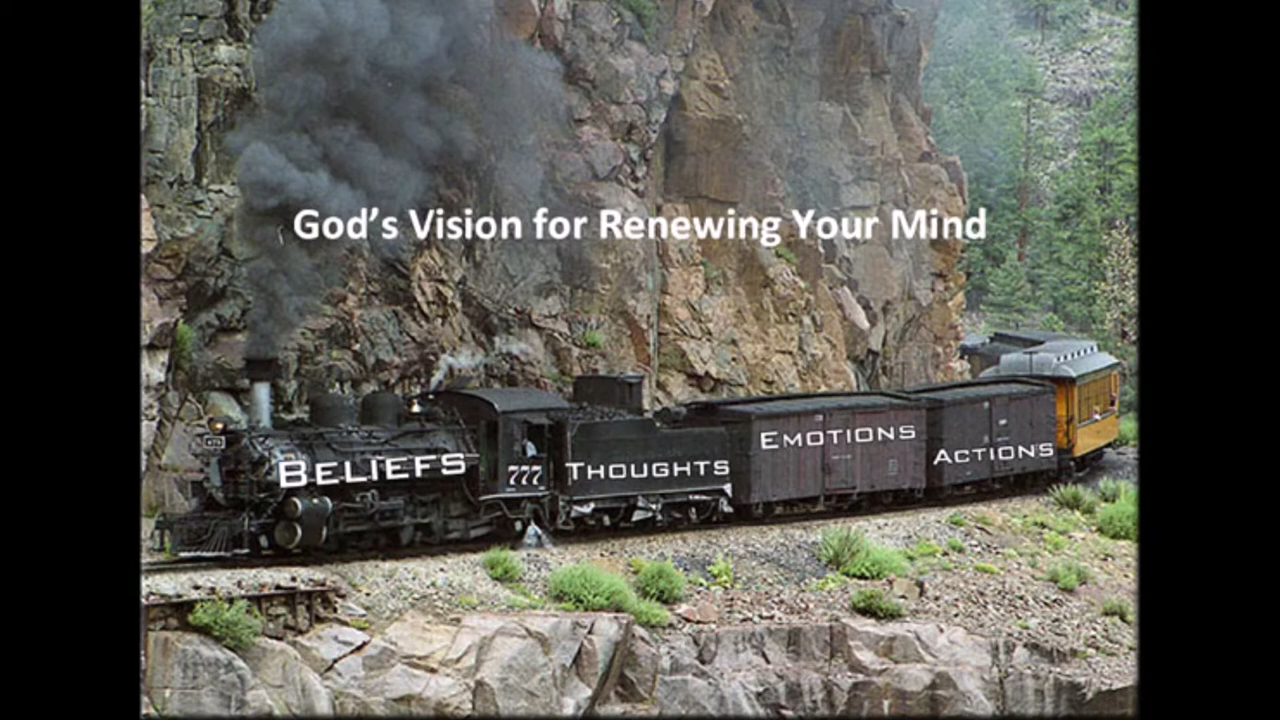 God's Vision for Renewing Your Mind
BELIEFS
777
THOUGHTS
EMOTIONS
ACTIONS